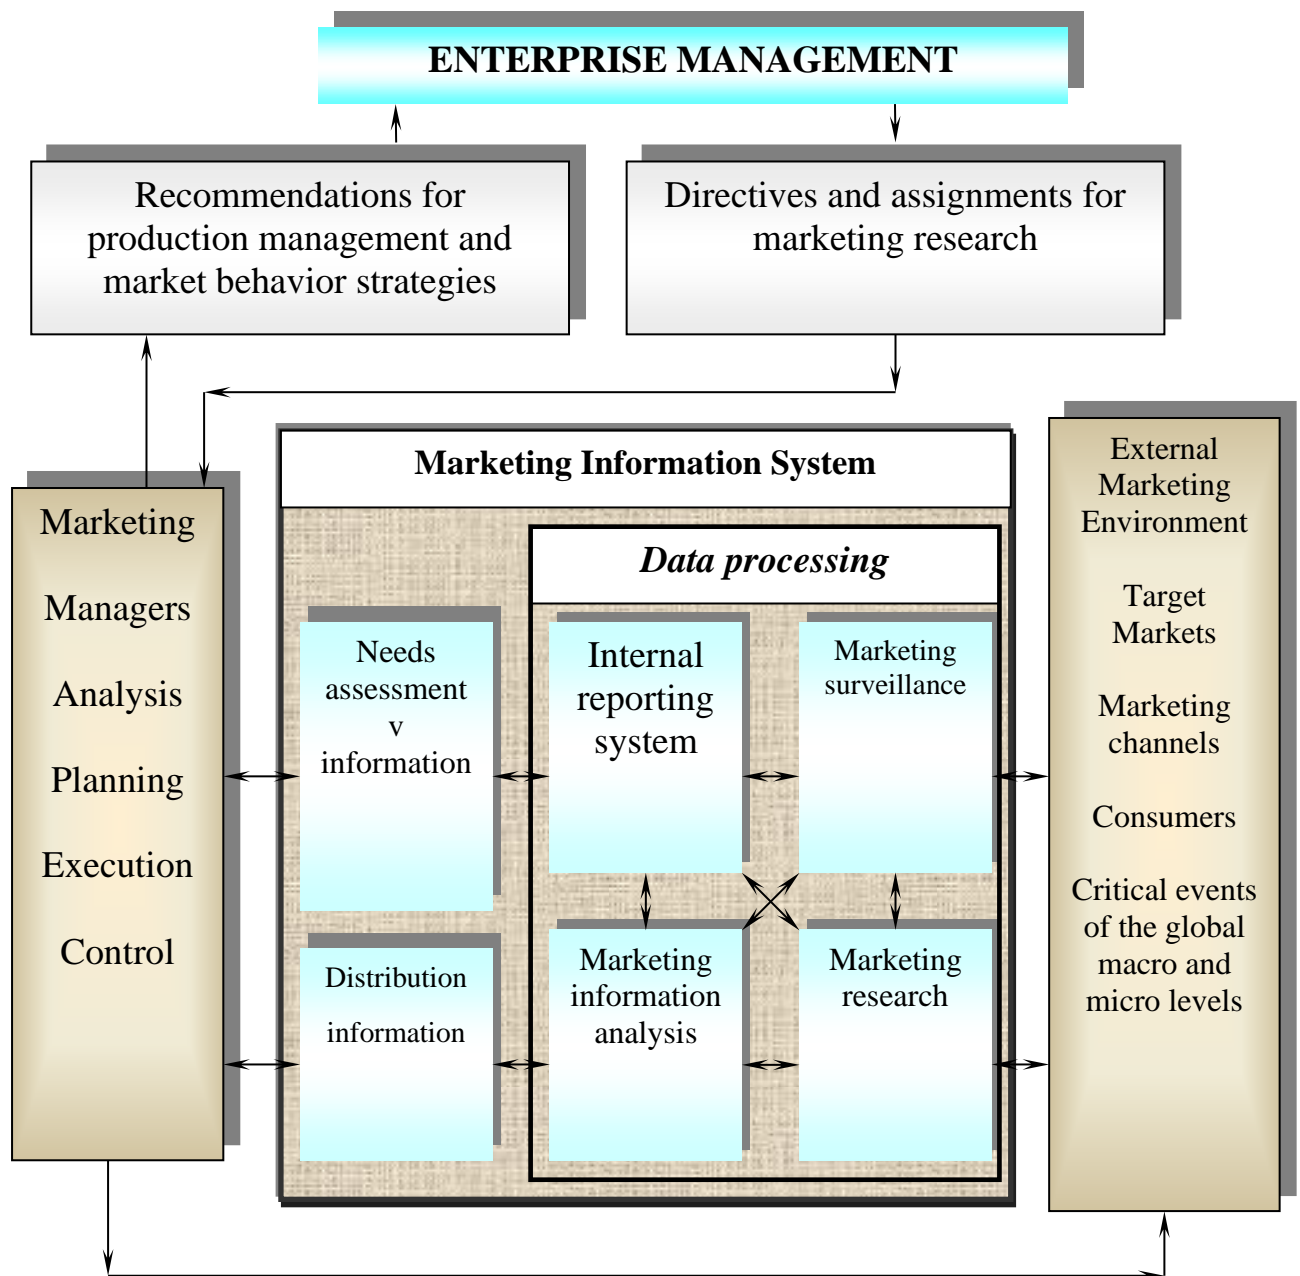 ENTERPRISE MANAGEMENT
Recommendations for
production management and
market behavior strategies
Directives and assignments for
marketing research
Marketing Information System
Data processing
Marketing
Managers
Analysis
Planning
Execution
Control
Needs
assessment
v
information
Internal
reporting
system
Marketing
surveillance
Distribution
information
Marketing
information
analysis
Marketing
research
External
Marketing
Environment
Target
Markets
Marketing
channels
Consumers
Critical events
of the global
macro and
micro levels